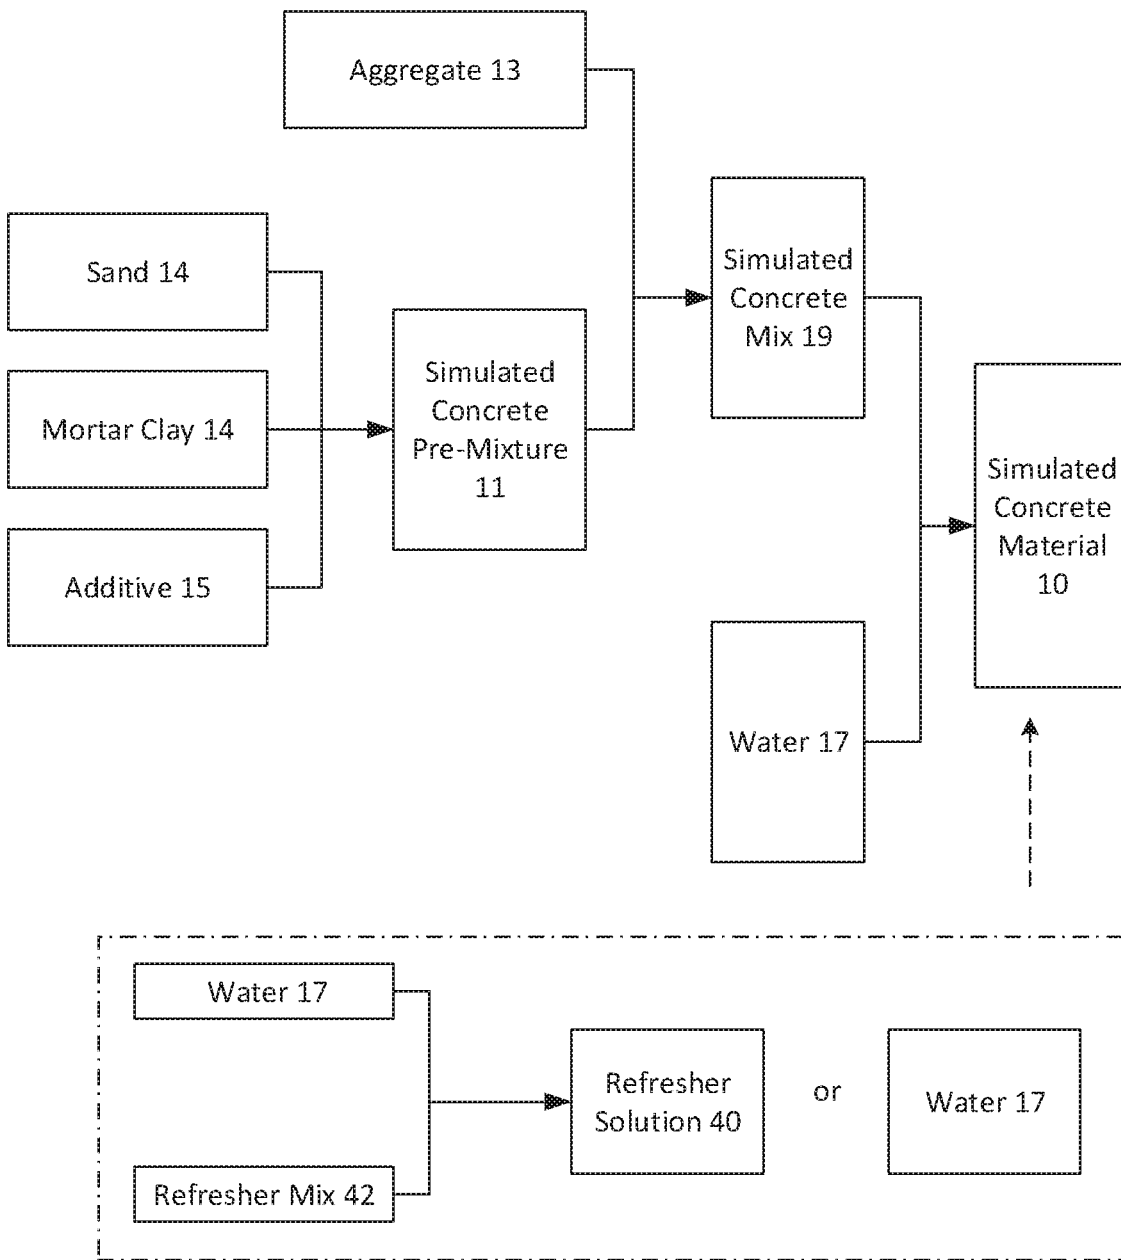 Aggregate 13
Sand 14
Mortar Clay 14
Additive 15
Simulated
Concrete
Pre-Mixture
11
Simulated
Concrete
Mix 19
Water 17
Simulated
Concrete
Material
10
Water 17
Refresher Mix 42
Refresher
Solution 40
or
Water 17